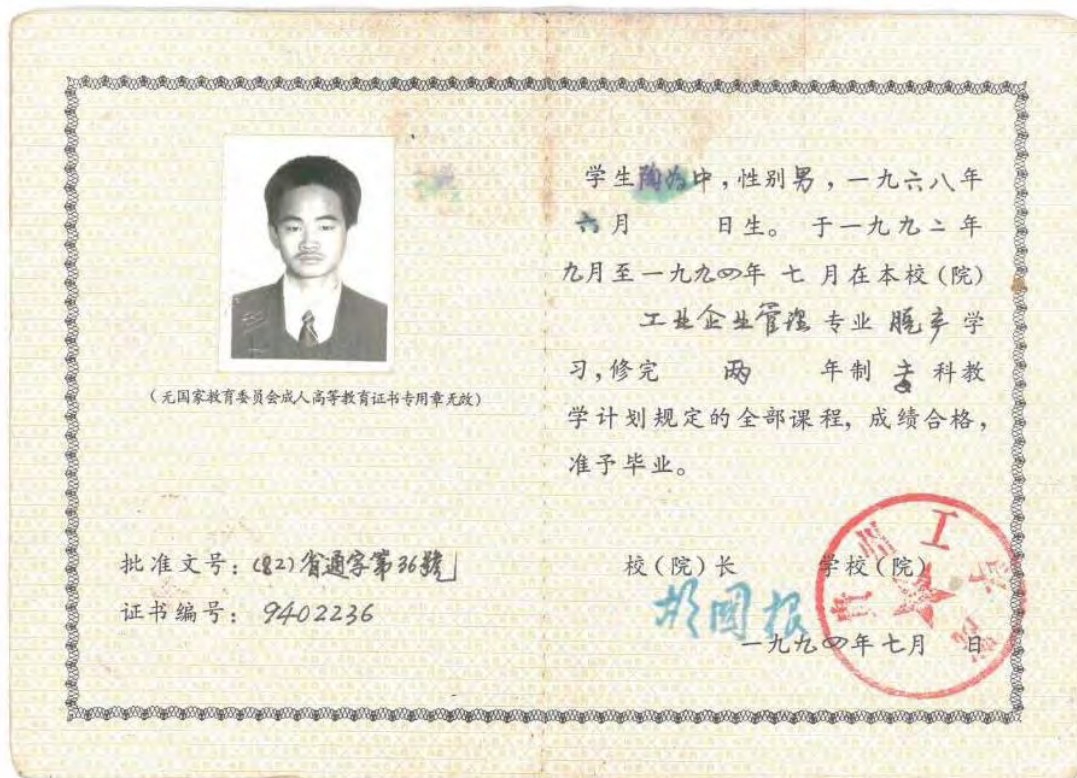 (无国家教育委员会成人高等教育证书专用章无效)
批准文号：(82)省通字第36號
证书编号：9402236
学生陶治中，性别男，一九六八年
六月 日生。于一九九二年
九月至一九九四年 七 月在本校(院)
工业企业管理 专业 脱产 学
习，修完 两 年制 专 科教
学计划规定的全部课程，成绩合格，
准予毕业。
校(院)长 学校(院)
一九九四年七月 日
工学院